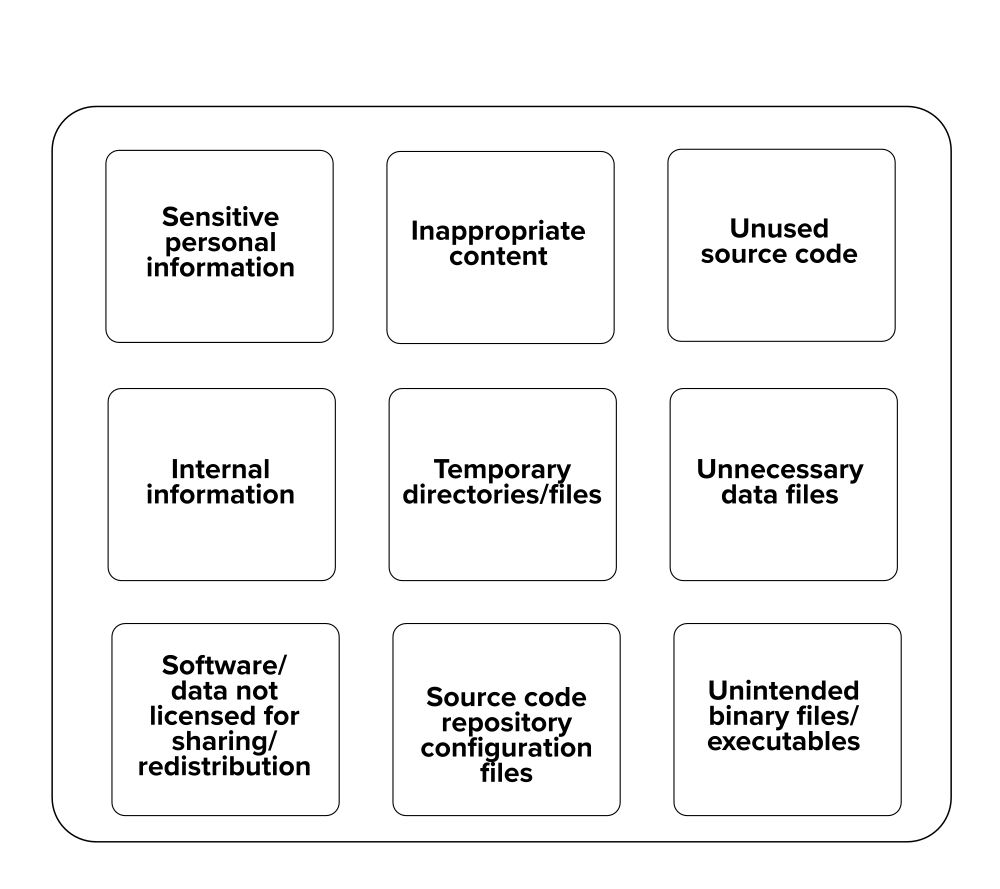 Sensitive
personal
information
Inappropriate
content
Unused
source code
Internal
information
Temporary
directories/files
Unnecessary
data files
Software/
data not
licensed for
sharing/
redistribution
Source code
repository
configuration
files
Unintended
binary files/
executables